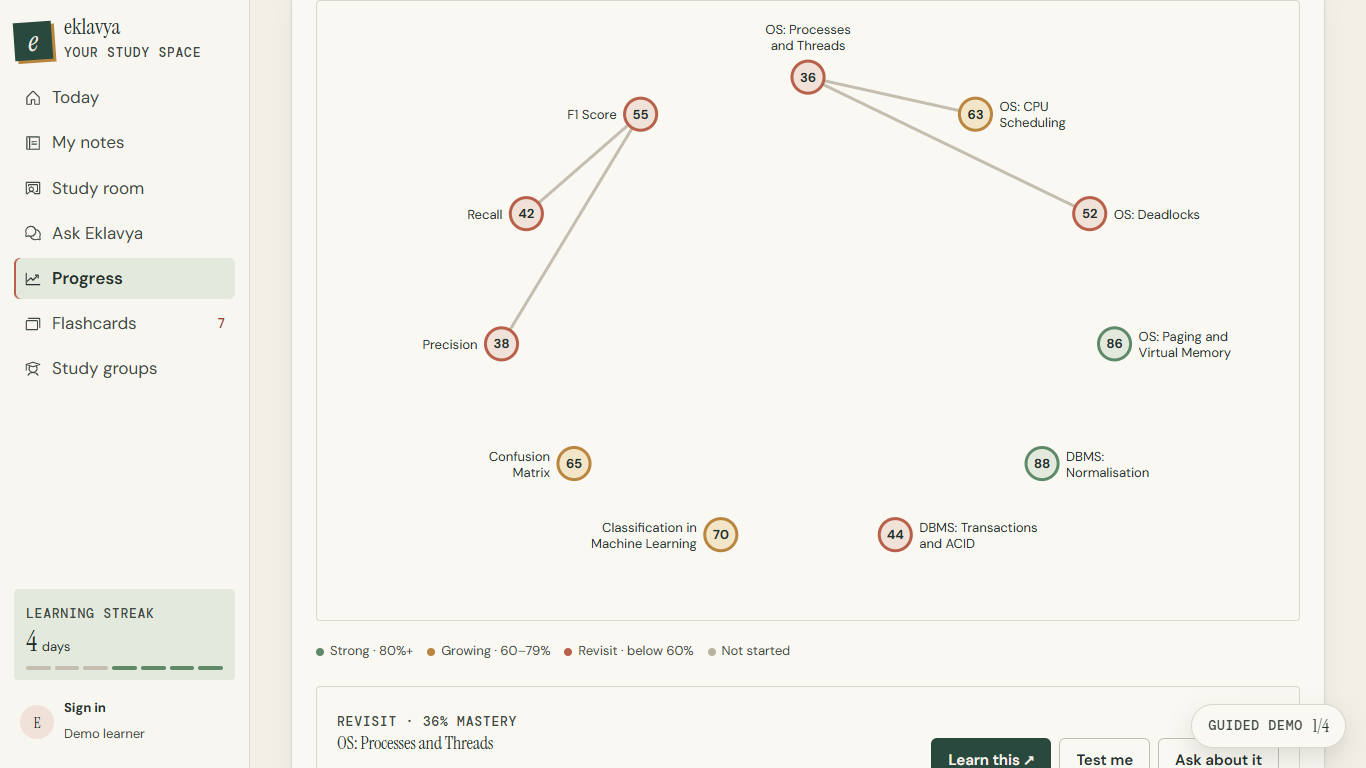 e
eklavya
YOUR STUDY SPACE
Today
My notes
Study room
Ask Eklavya
Progress
Flashcards 7
Study groups
LEARNING STREAK
4 days
E
Sign in
Demo learner
OS: Processes
and Threads
36
F1 Score 55
63 OS: CPU
Scheduling
Recall 42
52 OS: Deadlocks
Precision 38
86 OS: Paging and
Virtual Memory
Confusion
Matrix
65
88 DBMS:
Normalisation
Classification in
Machine Learning
70
44 DBMS: Transactions
and ACID
Strong · 80%+ Growing · 60–79% Revisit · below 60% Not started
REVISIT · 36% MASTERY
OS: Processes and Threads
Learn this ↗ Test me Ask about it
GUIDED DEMO 1/4